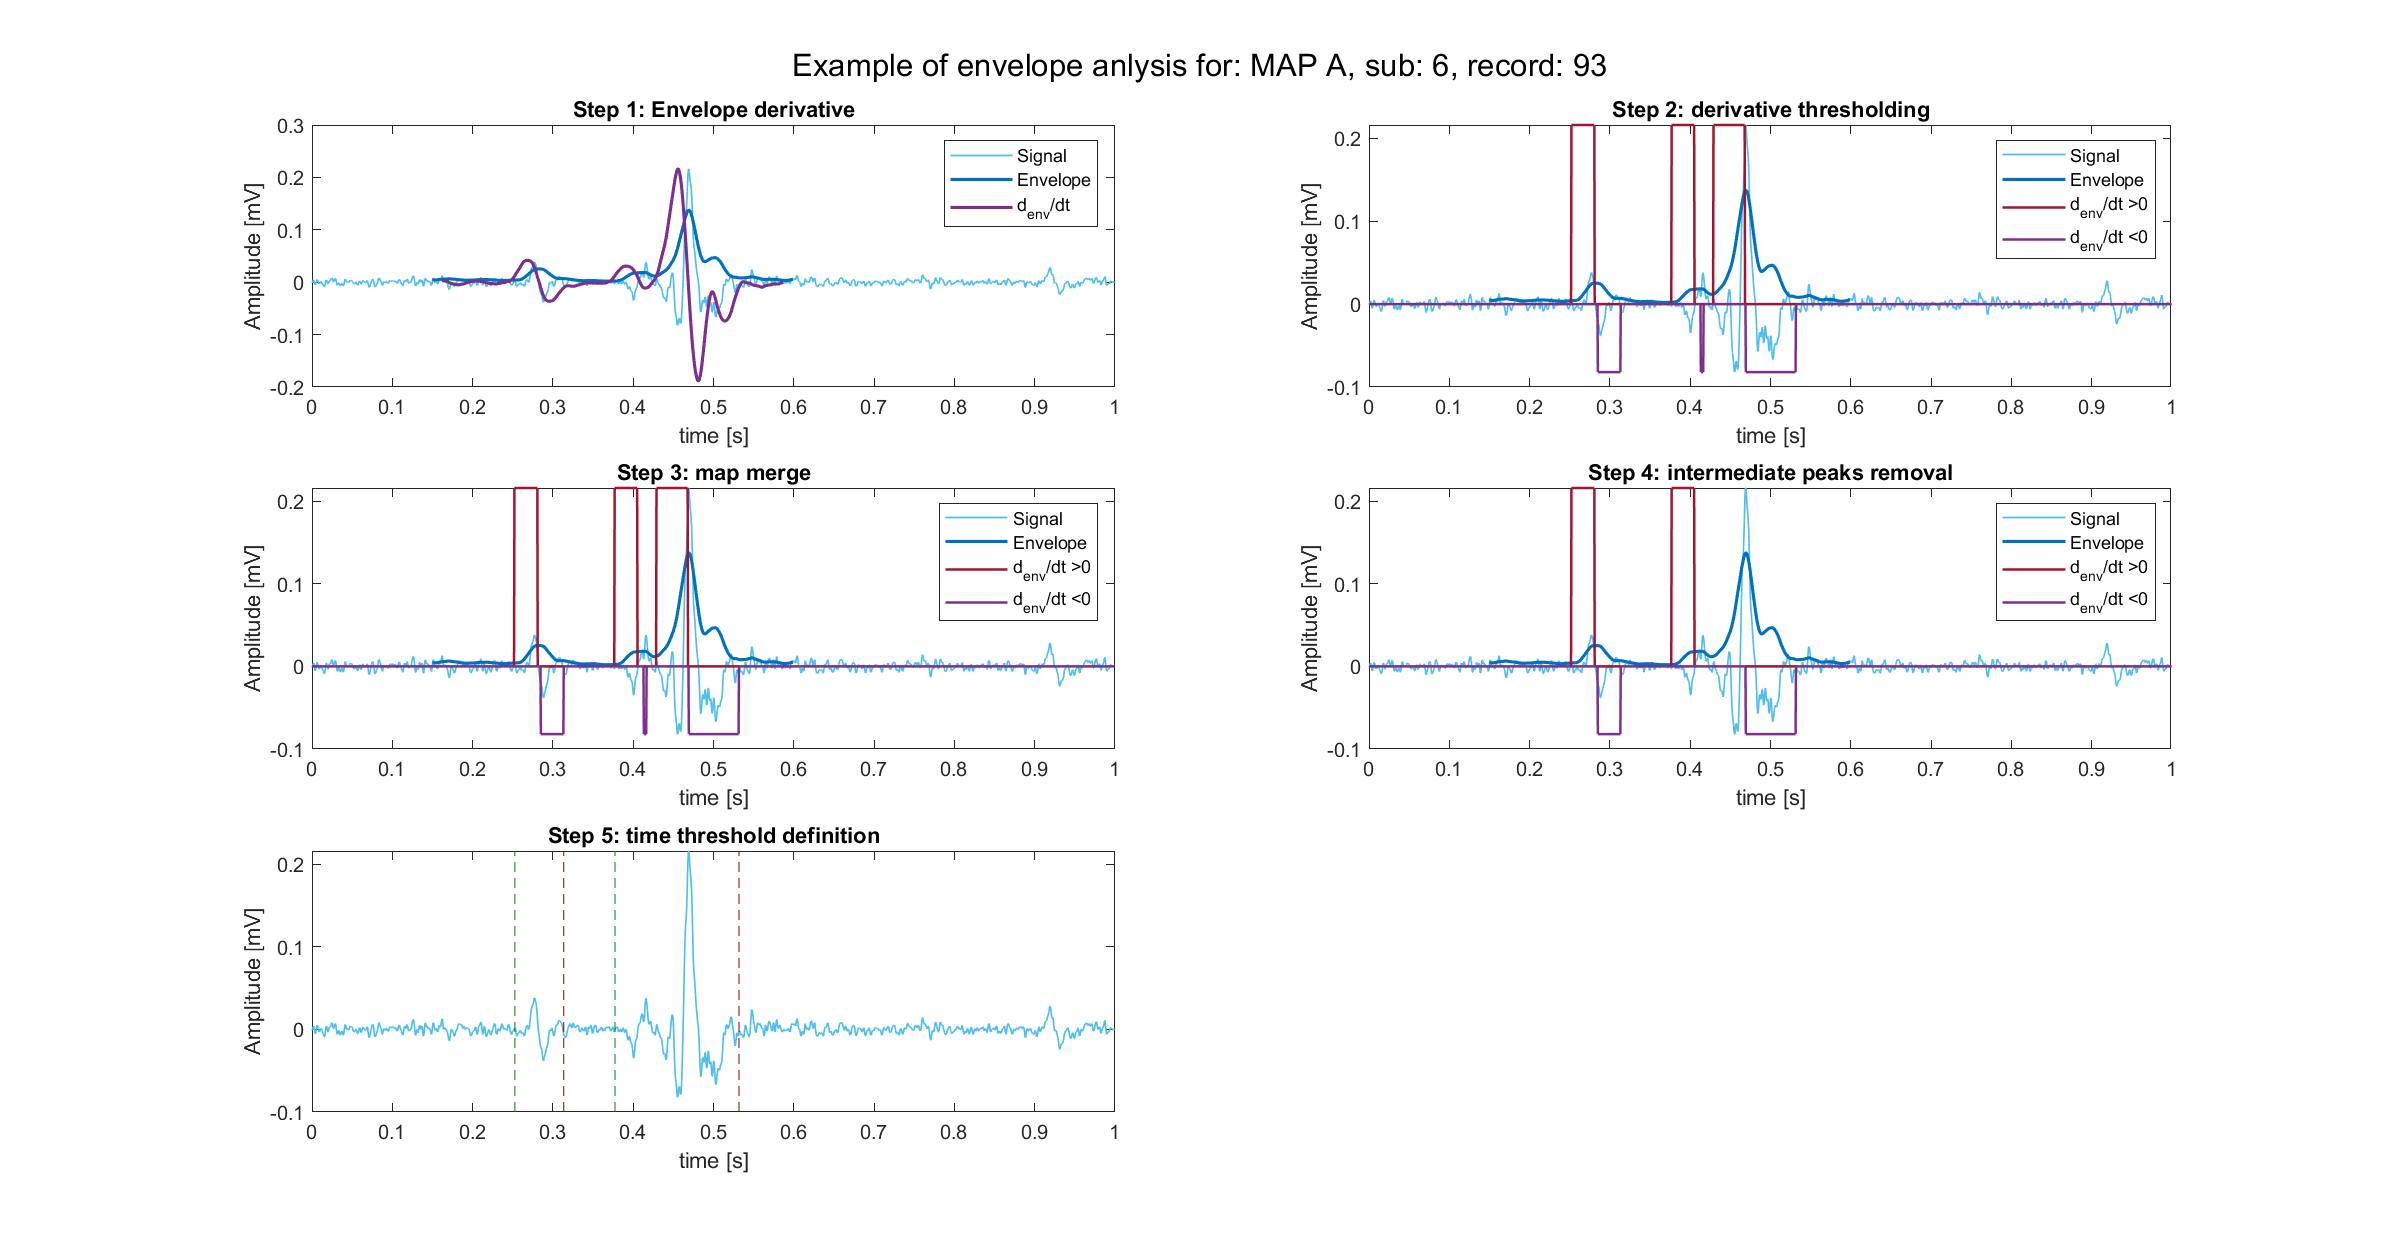 Example of envelope anlysis for: MAP A, sub: 6, record: 93
Step 1: Envelope derivative
0.3
0.2
0.1
0
-0.1
-0.2
Amplitude [mV]
0 0.1 0.2 0.3 0.4 0.5 0.6 0.7 0.8 0.9 1
time [s]
Signal
Envelope
d_env/dt
Step 2: derivative thresholding
0.2
0.1
0
-0.1
Amplitude [mV]
0 0.1 0.2 0.3 0.4 0.5 0.6 0.7 0.8 0.9 1
time [s]
Signal
Envelope
d_env/dt >0
d_env/dt <0
Step 3: map merge
0.2
0.1
0
-0.1
Amplitude [mV]
0 0.1 0.2 0.3 0.4 0.5 0.6 0.7 0.8 0.9 1
time [s]
Signal
Envelope
d_env/dt >0
d_env/dt <0
Step 4: intermediate peaks removal
0.2
0.1
0
-0.1
Amplitude [mV]
0 0.1 0.2 0.3 0.4 0.5 0.6 0.7 0.8 0.9 1
time [s]
Signal
Envelope
d_env/dt >0
d_env/dt <0
Step 5: time threshold definition
0.2
0.1
0
-0.1
Amplitude [mV]
0 0.1 0.2 0.3 0.4 0.5 0.6 0.7 0.8 0.9 1
time [s]